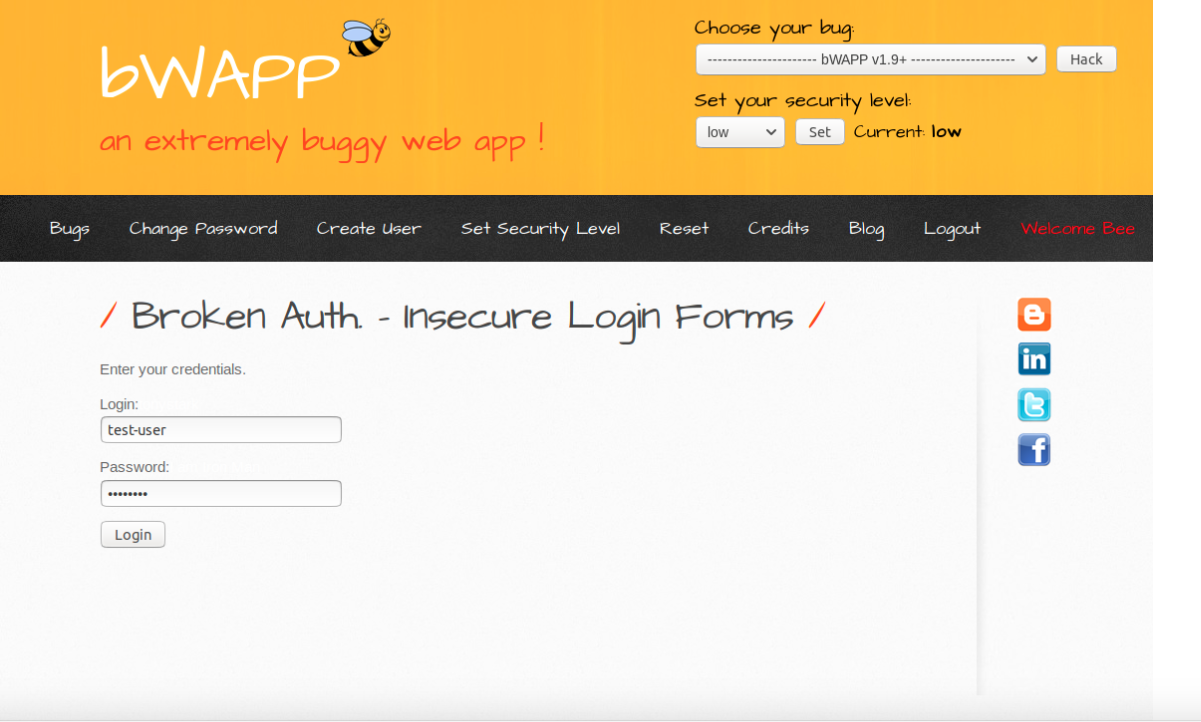 bWAPP
an extremely buggy web app !
Choose your bug:
---------------------- bWAPP v1.9+ ---------------------
Hack
Set your security level:
low
Set
Current: low
Bugs
Change Password
Create User
Set Security Level
Reset
Credits
Blog
Logout
Welcome Bee
/ Broken Auth. - Insecure Login Forms /
Enter your credentials.
Login:
test-user
Password:
••••••••
Login